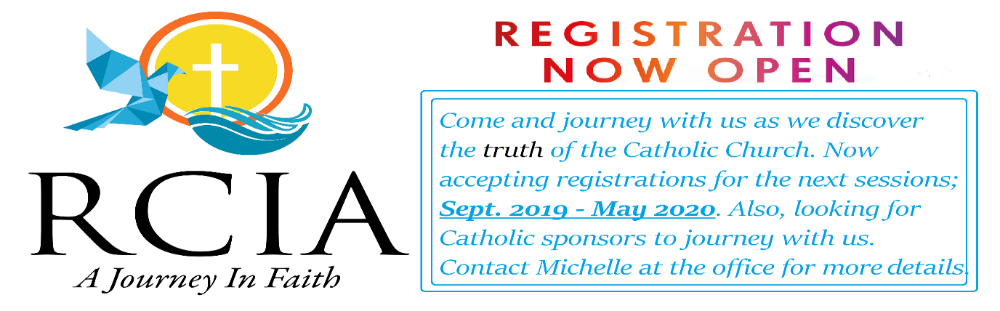 RCIA
A Journey In Faith
REGISTRATION
NOW OPEN
Come and journey with us as we discover
the truth of the Catholic Church. Now
accepting registrations for the next sessions;
Sept. 2019 - May 2020. Also, looking for
Catholic sponsors to journey with us.
Contact Michelle at the office for more details.